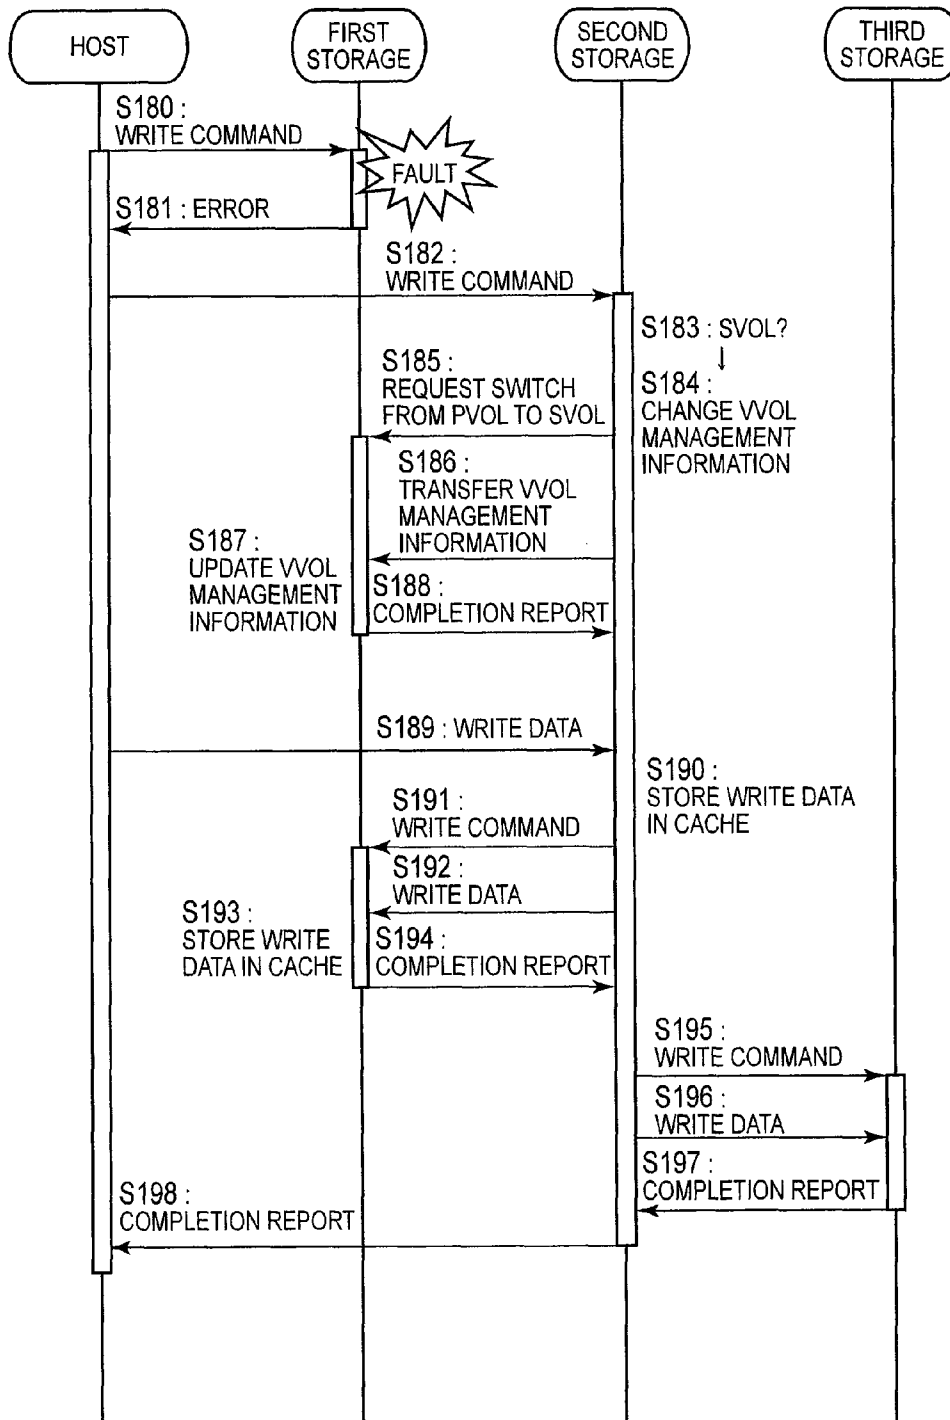 HOST
FIRST
STORAGE
SECOND
STORAGE
THIRD
STORAGE
S180 :
WRITE COMMAND
FAULT
S181 : ERROR
S182 :
WRITE COMMAND
S183 : SVOL?
S184 :
CHANGE VVOL
MANAGEMENT
INFORMATION
S185 :
REQUEST SWITCH
FROM PVOL TO SVOL
S186 :
TRANSFER VVOL
MANAGEMENT
INFORMATION
S187 :
UPDATE VVOL
MANAGEMENT
INFORMATION
S188 :
COMPLETION REPORT
S189 : WRITE DATA
S190 :
STORE WRITE DATA
IN CACHE
S191 :
WRITE COMMAND
S192 :
WRITE DATA
S193 :
STORE WRITE
DATA IN CACHE
S194 :
COMPLETION REPORT
S195 :
WRITE COMMAND
S196 :
WRITE DATA
S197 :
COMPLETION REPORT
S198 :
COMPLETION REPORT